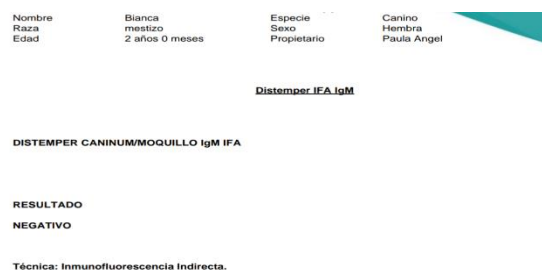 Nombre Bianca Especie Canino
Raza mestizo Sexo Hembra
Edad 2 años 0 meses Propietario Paula Angel
Distemper IFA IgM
DISTEMPER CANINUM/MOQUILLO IgM IFA
RESULTADO
NEGATIVO
Técnica: Inmunofluorescencia Indirecta.